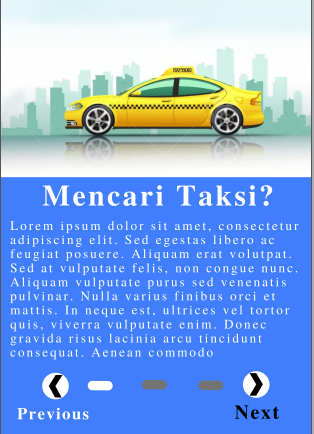 Mencari Taksi?
Lorem ipsum dolor sit amet, consectetur
adipiscing elit. Sed egestas libero ac
feugiat posuere. Aliquam erat volutpat.
Sed at vulputate felis, non congue nunc.
Aliquam vulputate purus sed venenatis
pulvinar. Nulla varius finibus orci et
mattis. In neque est, ultrices vel tortor
quis, viverra vulputate enim. Donec
gravida risus lacinia arcu tincidunt
consequat. Aenean commodo
Previous
Next